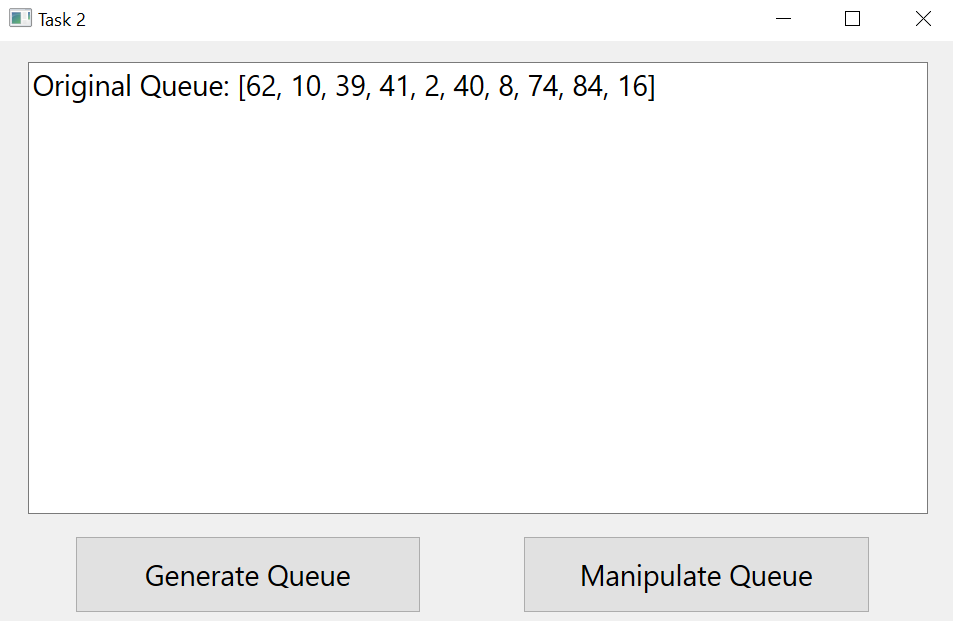 Task 2
Original Queue: [62, 10, 39, 41, 2, 40, 8, 74, 84, 16]
Generate Queue
Manipulate Queue